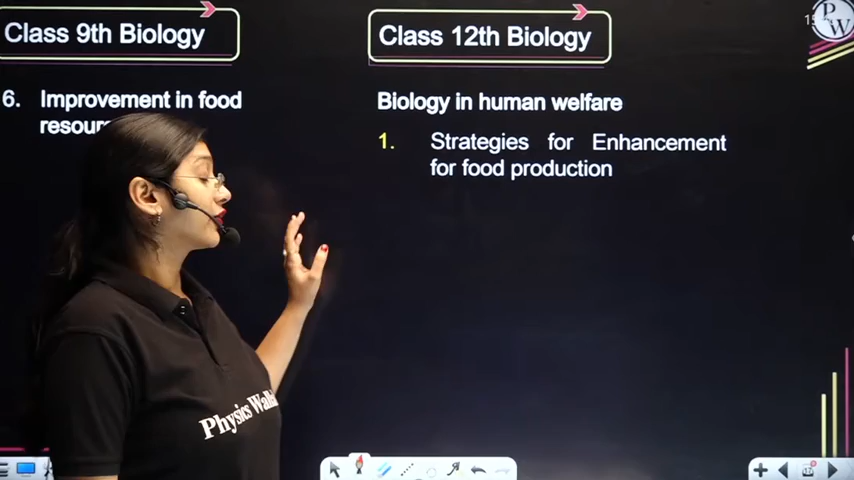 Class 9th Biology
6. Improvement in food
Class 12th Biology
Biology in human welfare
1. Strategies for Enhancement
for food production
Physics
P
W